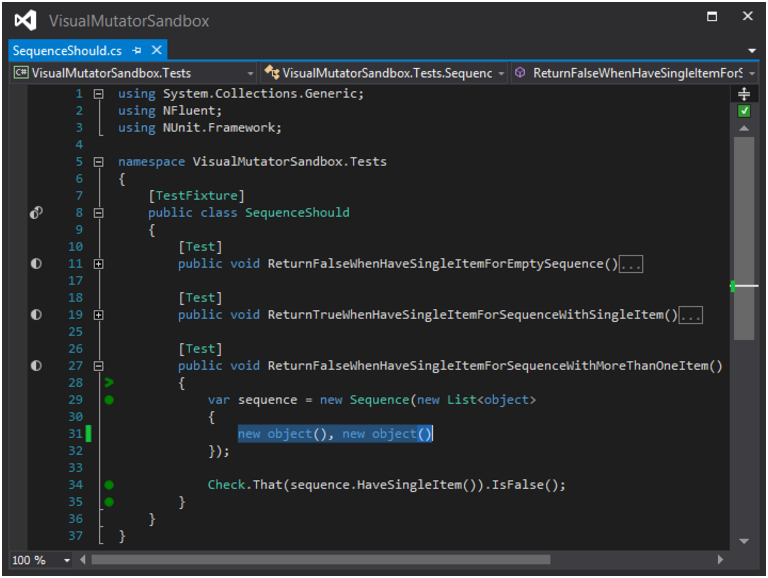 VisualMutatorSandbox
SequenceShould.cs
C# VisualMutatorSandbox.Tests VisualMutatorSandbox.Tests.Sequenc ReturnFalseWhenHaveSingleItemForS
1 using System.Collections.Generic;
2 using NFluent;
3 using NUnit.Framework;
4
5 namespace VisualMutatorSandbox.Tests
6 {
7 [TestFixture]
8 public class SequenceShould
9 {
10 [Test]
11 public void ReturnFalseWhenHaveSingleItemForEmptySequence()...
17
18 [Test]
19 public void ReturnTrueWhenHaveSingleItemForSequenceWithSingleItem()...
25
26 [Test]
27 public void ReturnFalseWhenHaveSingleItemForSequenceWithMoreThanOneItem()
28 {
29 var sequence = new Sequence(new List<object>
30 {
31 new object(), new object()
32 });
33
34 Check.That(sequence.HaveSingleItem()).IsFalse();
35 }
36 }
37 }
100 %